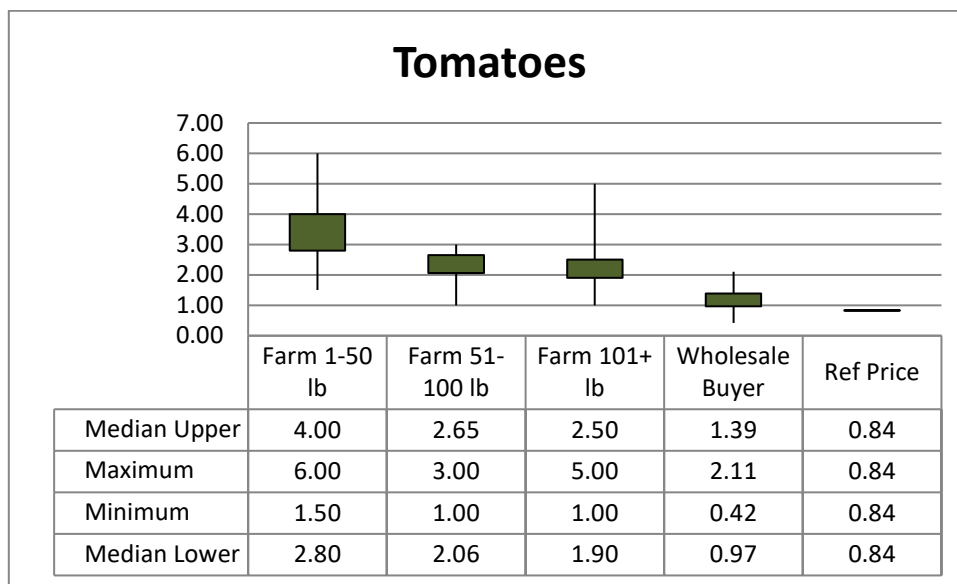 Tomatoes
7.00
6.00
5.00
4.00
3.00
2.00
1.00
0.00
Farm 1-50 lb Farm 51-100 lb Farm 101+ lb Wholesale Buyer Ref Price
Median Upper 4.00 2.65 2.50 1.39 0.84
Maximum 6.00 3.00 5.00 2.11 0.84
Minimum 1.50 1.00 1.00 0.42 0.84
Median Lower 2.80 2.06 1.90 0.97 0.84